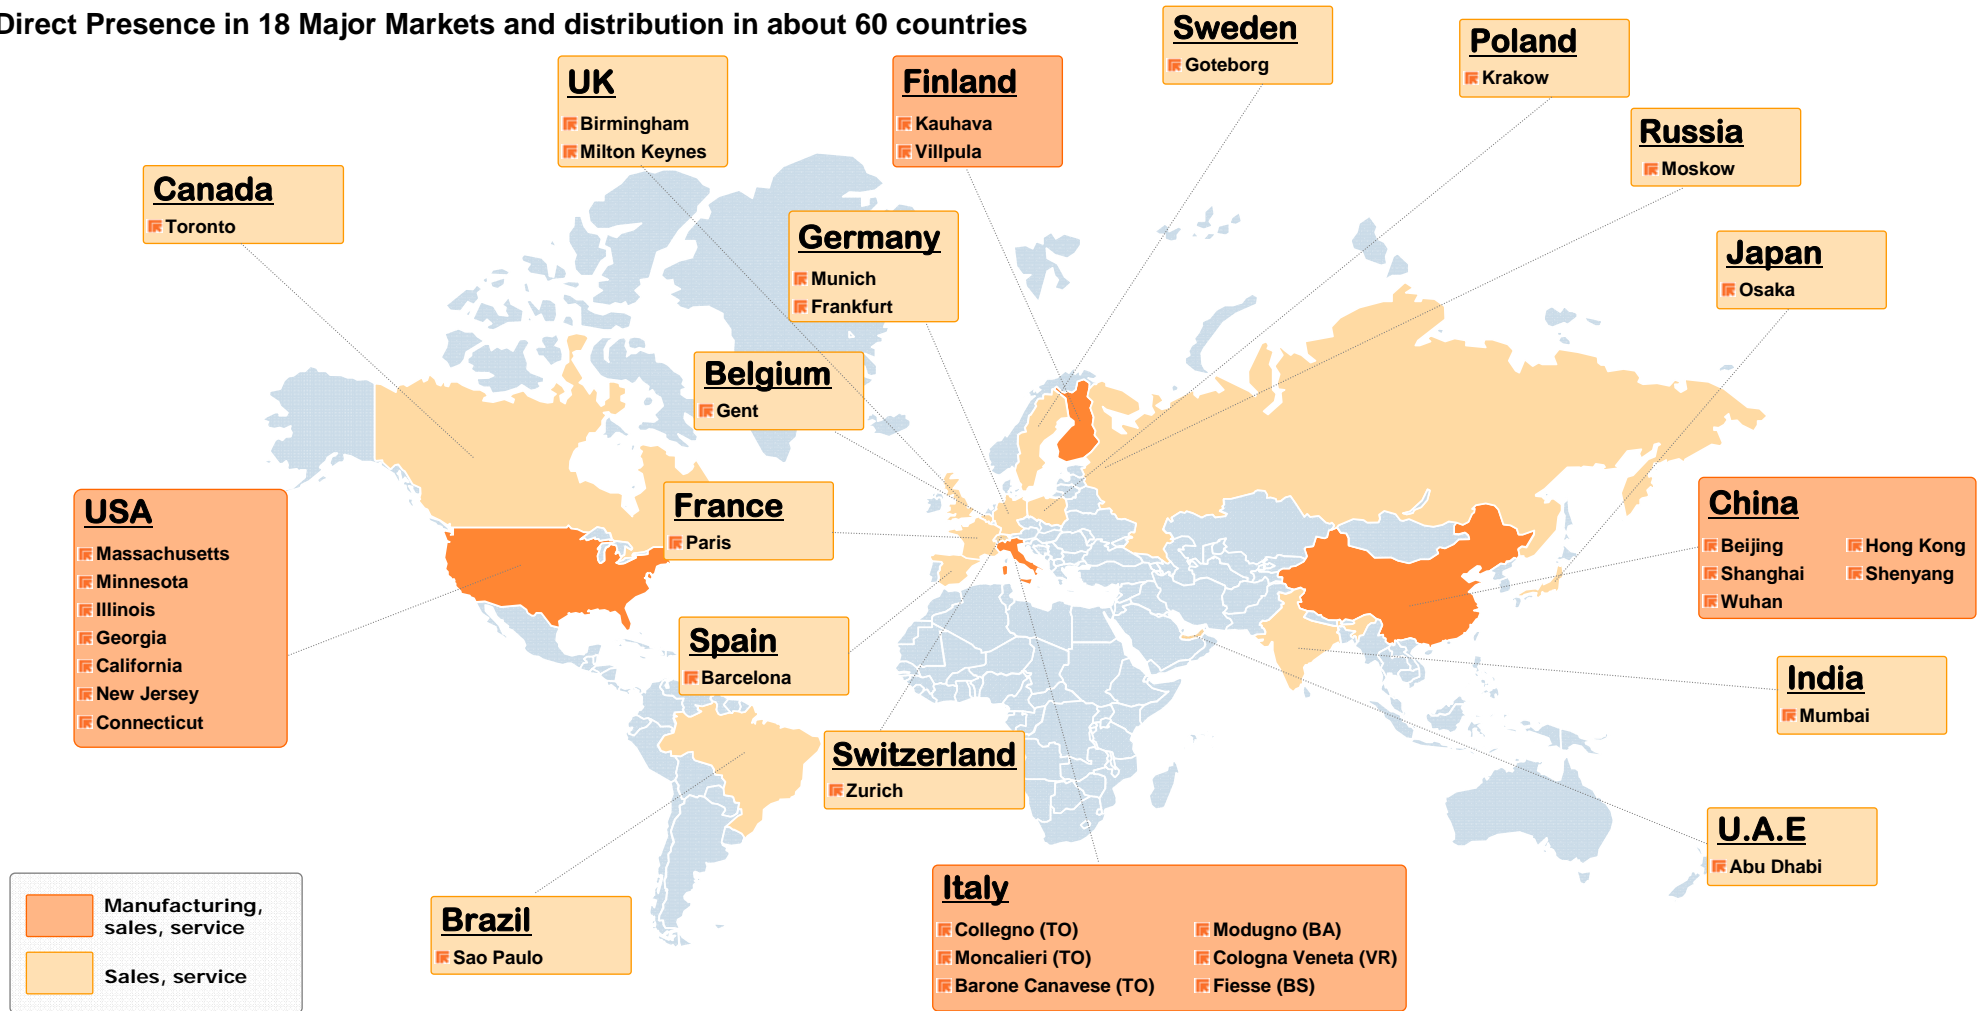 Direct Presence in 18 Major Markets and distribution in about 60 countries
Sweden
Goteborg
Poland
Krakow
UK
Birmingham
Milton Keynes
Finland
Kauhava
Villpula
Russia
Moskow
Canada
Toronto
Germany
Munich
Frankfurt
Japan
Osaka
Belgium
Gent
USA
Massachusetts
Minnesota
Illinois
Georgia
California
New Jersey
Connecticut
France
Paris
China
Beijing
Shanghai
Wuhan
Hong Kong
Shenyang
Spain
Barcelona
India
Mumbai
Switzerland
Zurich
U.A.E
Abu Dhabi
Brazil
Sao Paulo
Italy
Collegno (TO)
Moncalieri (TO)
Barone Canavese (TO)
Modugno (BA)
Cologna Veneta (VR)
Fiesse (BS)
Manufacturing,
sales, service
Sales, service